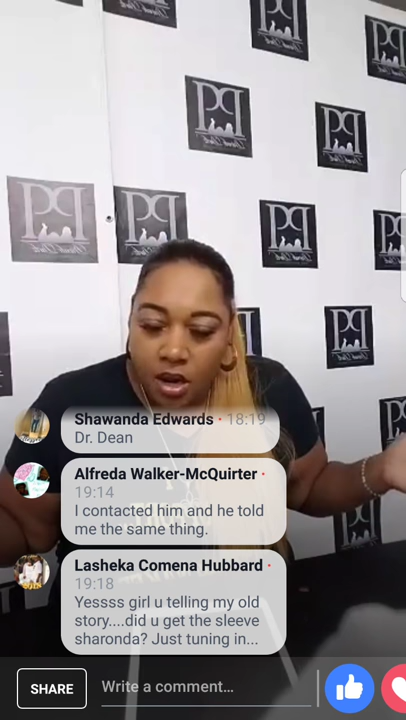 Shawanda Edwards · 18:19
Dr. Dean
Alfreda Walker-McQuirter ·
19:14
I contacted him and he told
me the same thing.
Lasheka Comena Hubbard ·
19:18
Yessss girl u telling my old
story....did u get the sleeve
sharonda? Just tuning in...
SHARE
Write a comment...